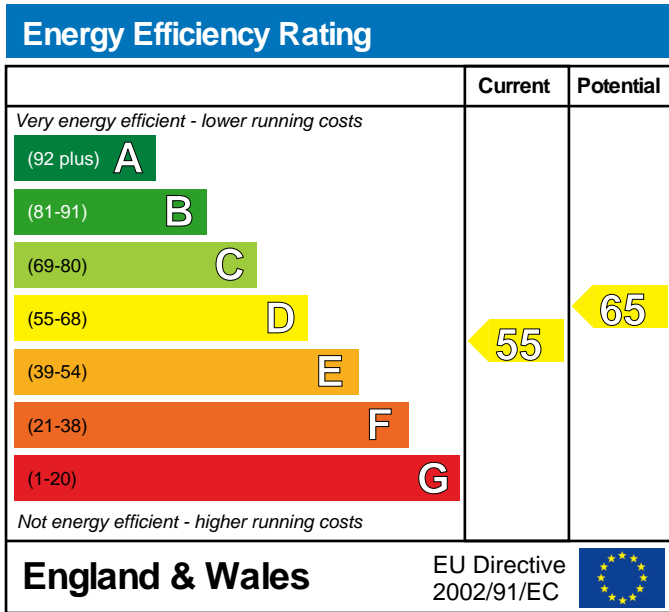 Energy Efficiency Rating
Current Potential
Very energy efficient - lower running costs
(92 plus) A
(81-91) B
(69-80) C
(55-68) D
(39-54) E
(21-38) F
(1-20) G
55
65
Not energy efficient - higher running costs
England & Wales
EU Directive
2002/91/EC